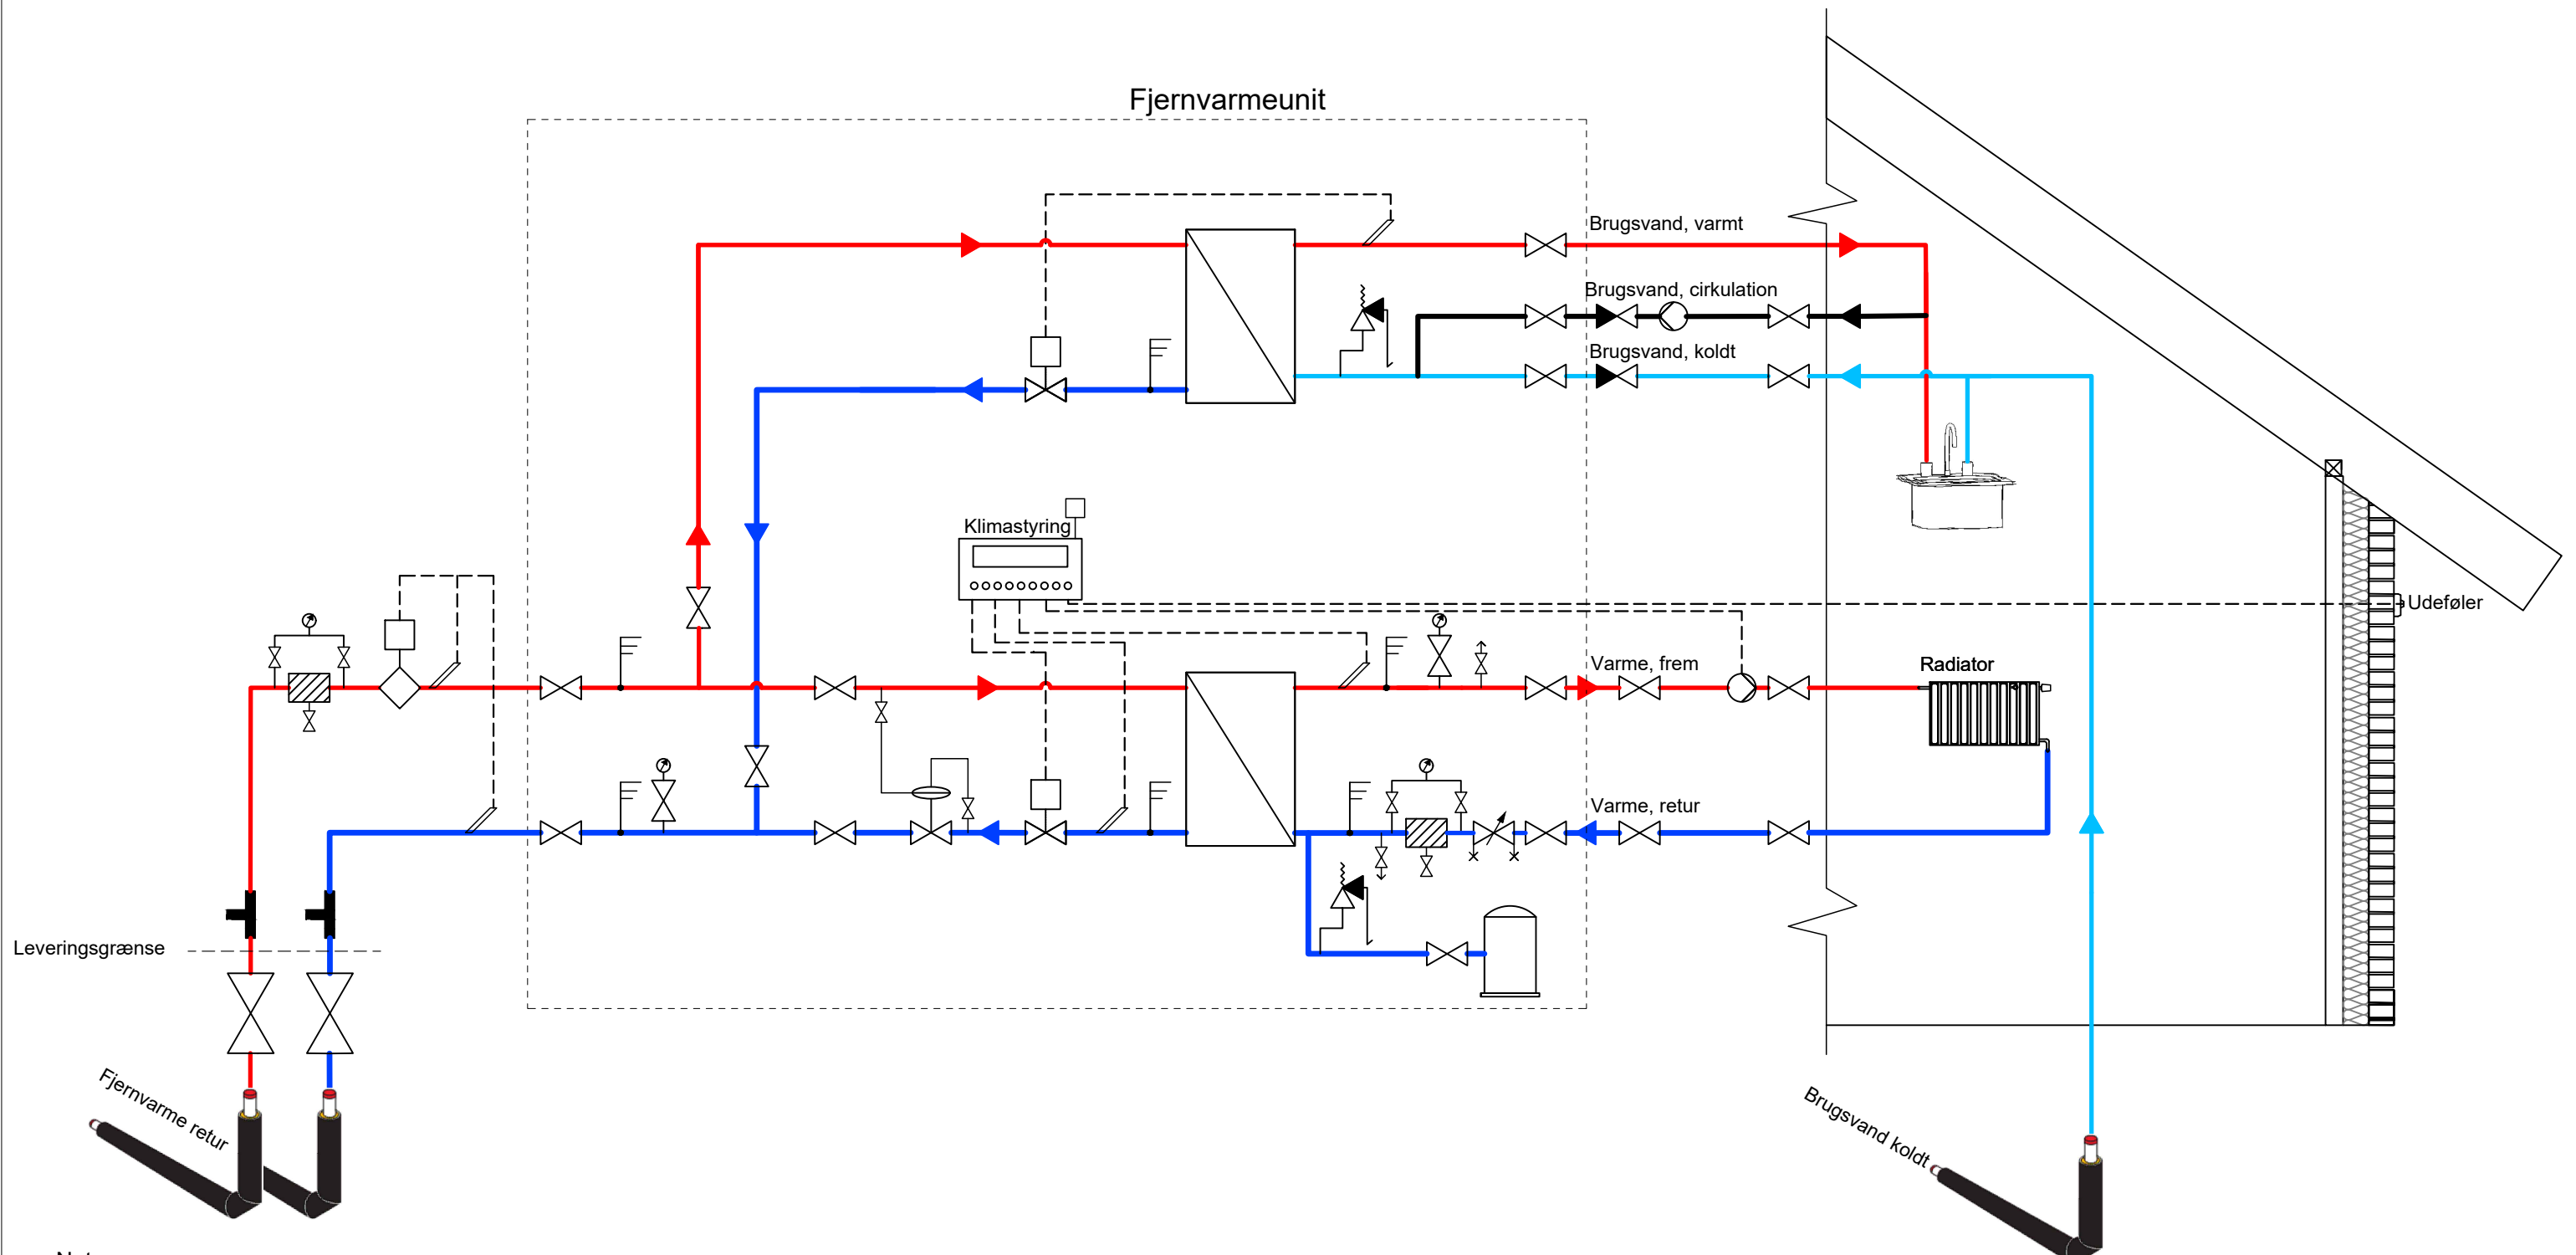 Fjernvarmeunit
Brugsvand, varmt
Brugsvand, cirkulation
Brugsvand, koldt
Klimastyring
Udeføler
Varme, frem
Radiator
Varme, retur
Leveringsgrænse
Fjernvarme retur
Brugsvand koldt